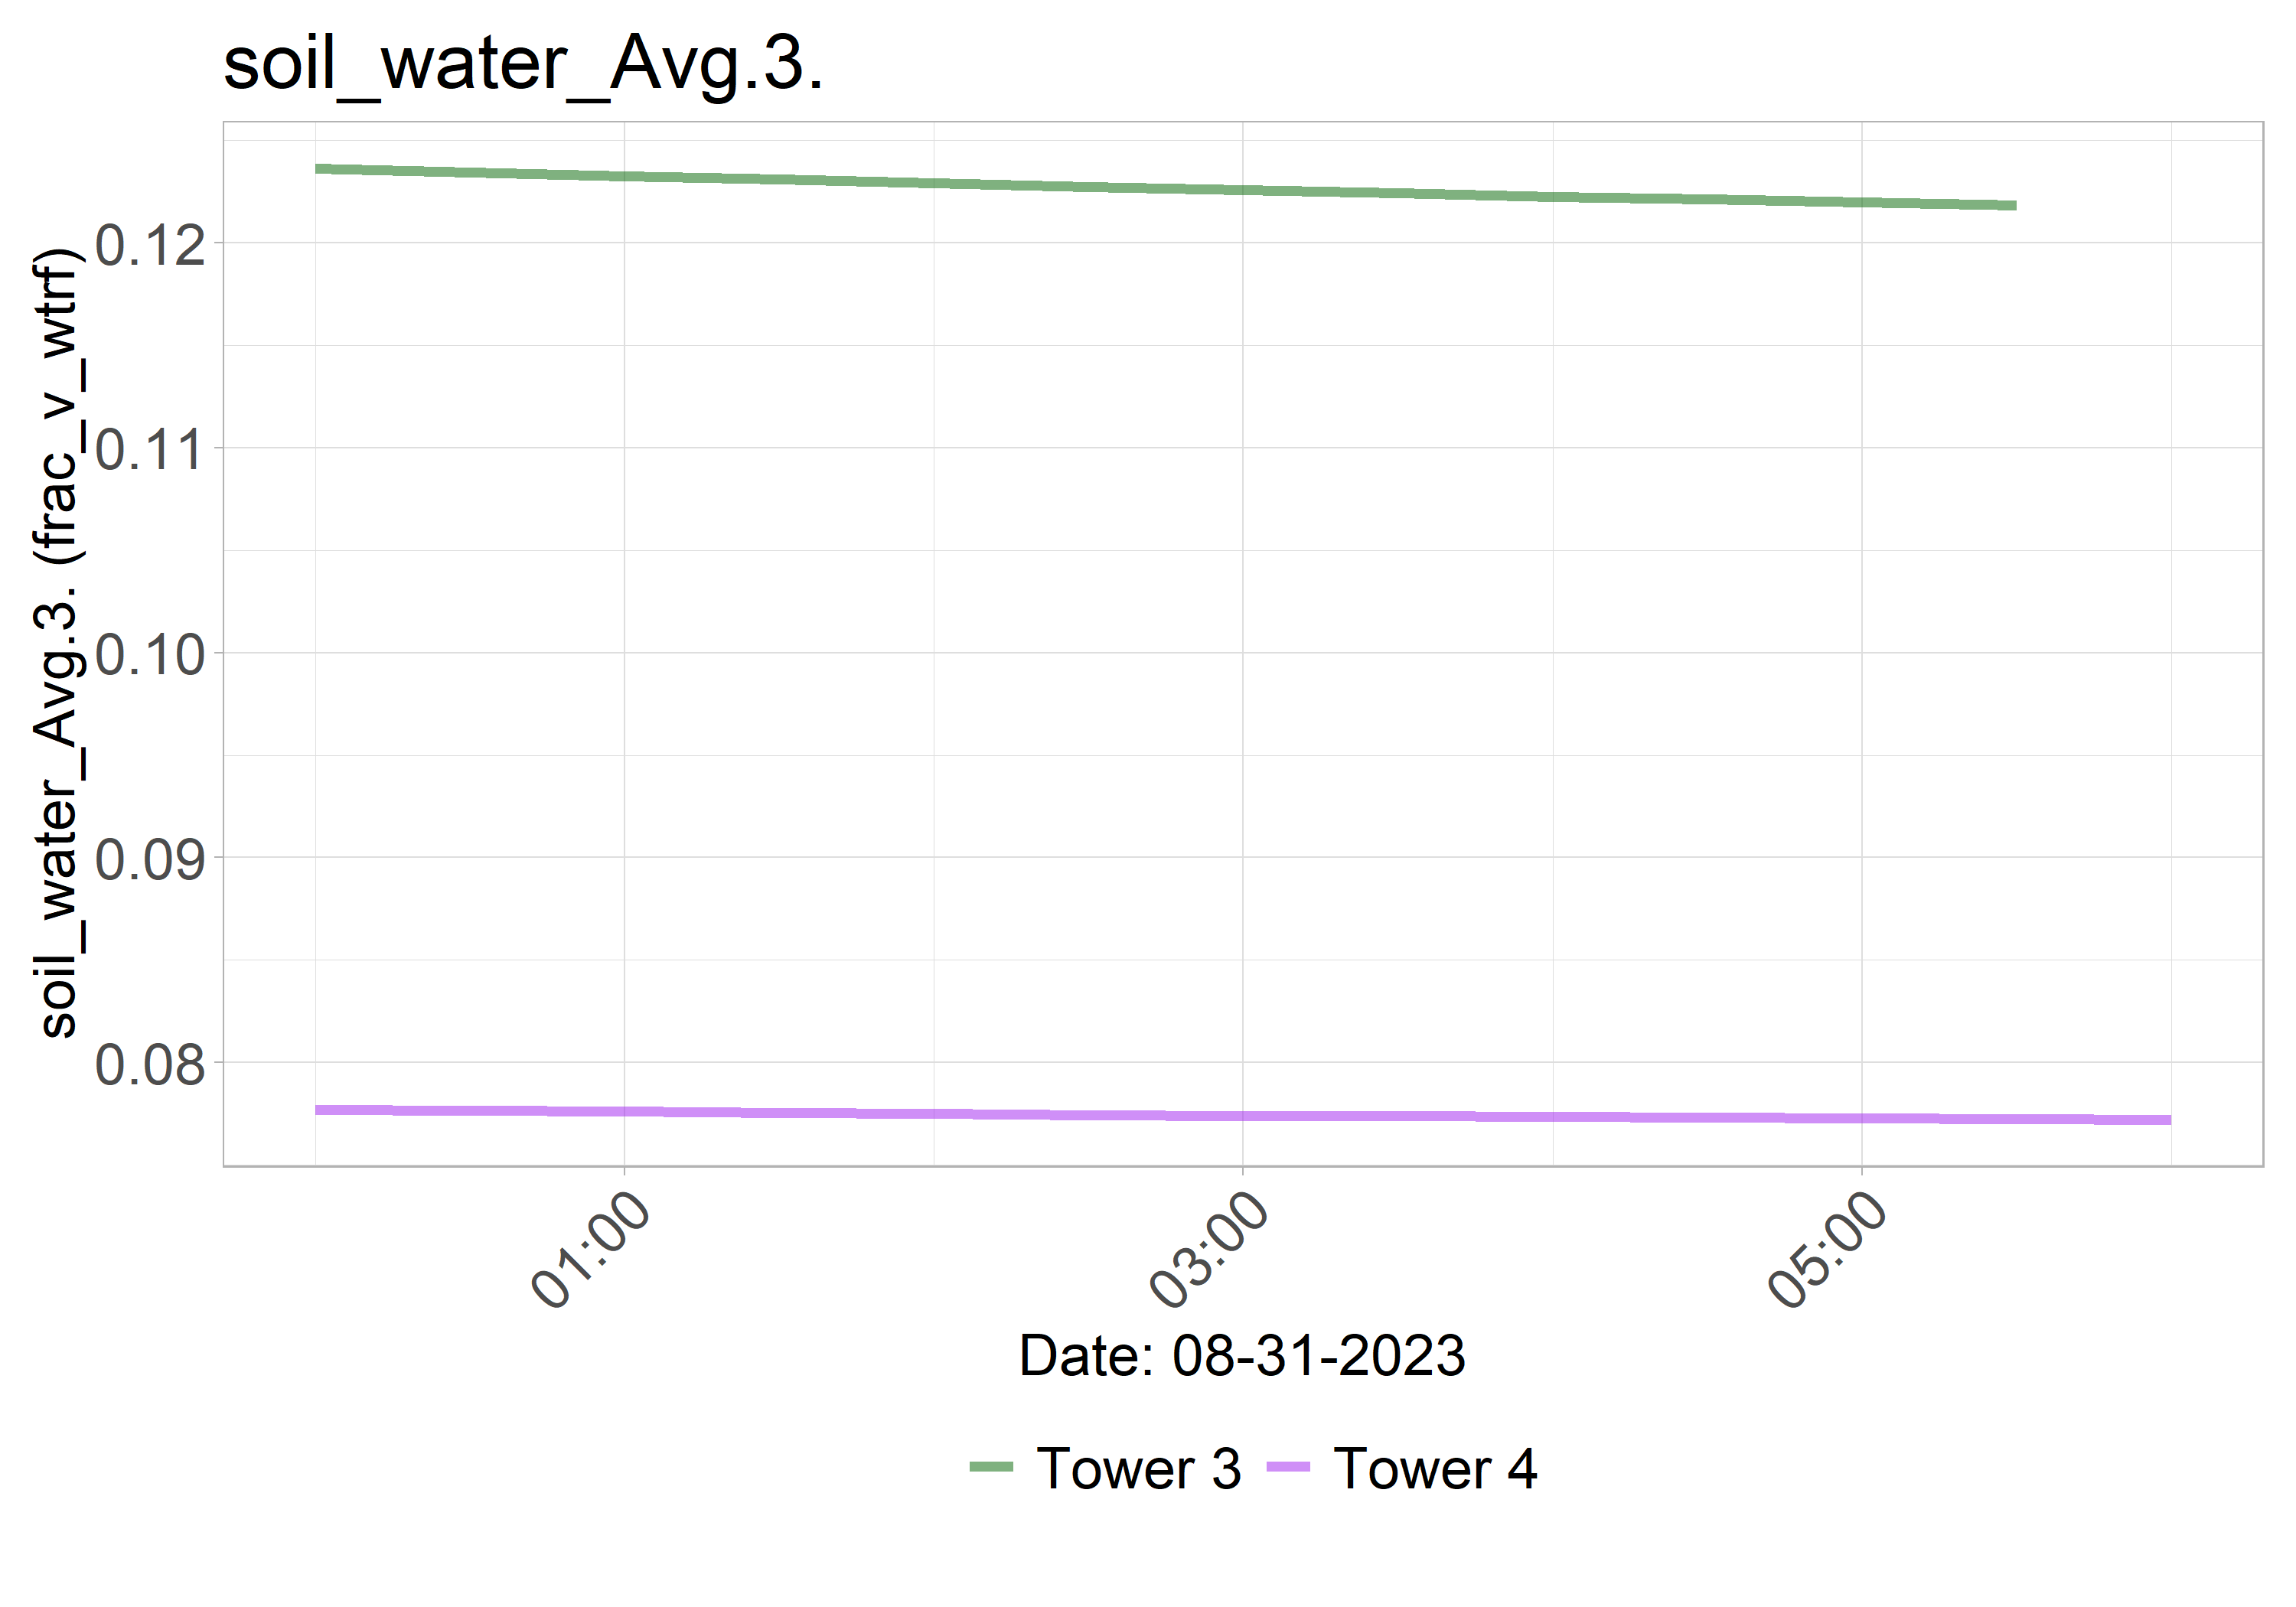 soil_water_Avg.3.
soil_water_Avg.3. (frac_v_wtrf)
0.12
0.11
0.10
0.09
0.08
01:00
03:00
05:00
Date: 08-31-2023
Tower 3
Tower 4